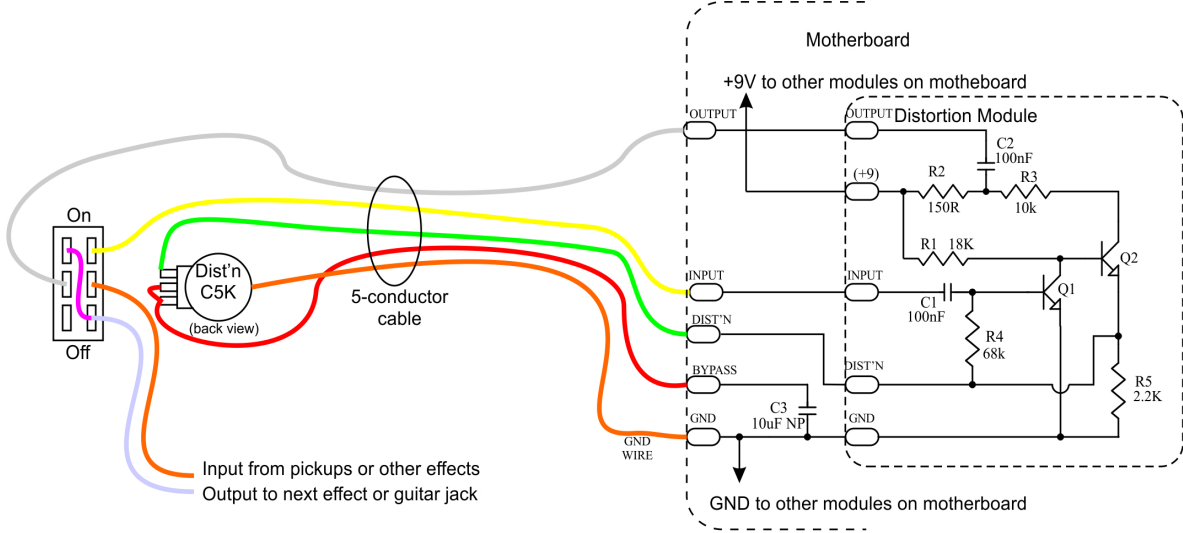 Motherboard
+9V to other modules on motheboard
OUTPUT
OUTPUT
Distortion Module
C2
100nF
(+9)
R2
150R
R3
10k
R1 18K
Q2
On
Off
Dist'n
C5K
(back view)
5-conductor
cable
INPUT
INPUT
C1
100nF
Q1
DIST'N
R4
68k
BYPASS
DIST'N
R5
2.2K
C3
10uF NP
GND
GND
GND
WIRE
Input from pickups or other effects
Output to next effect or guitar jack
GND to other modules on motherboard